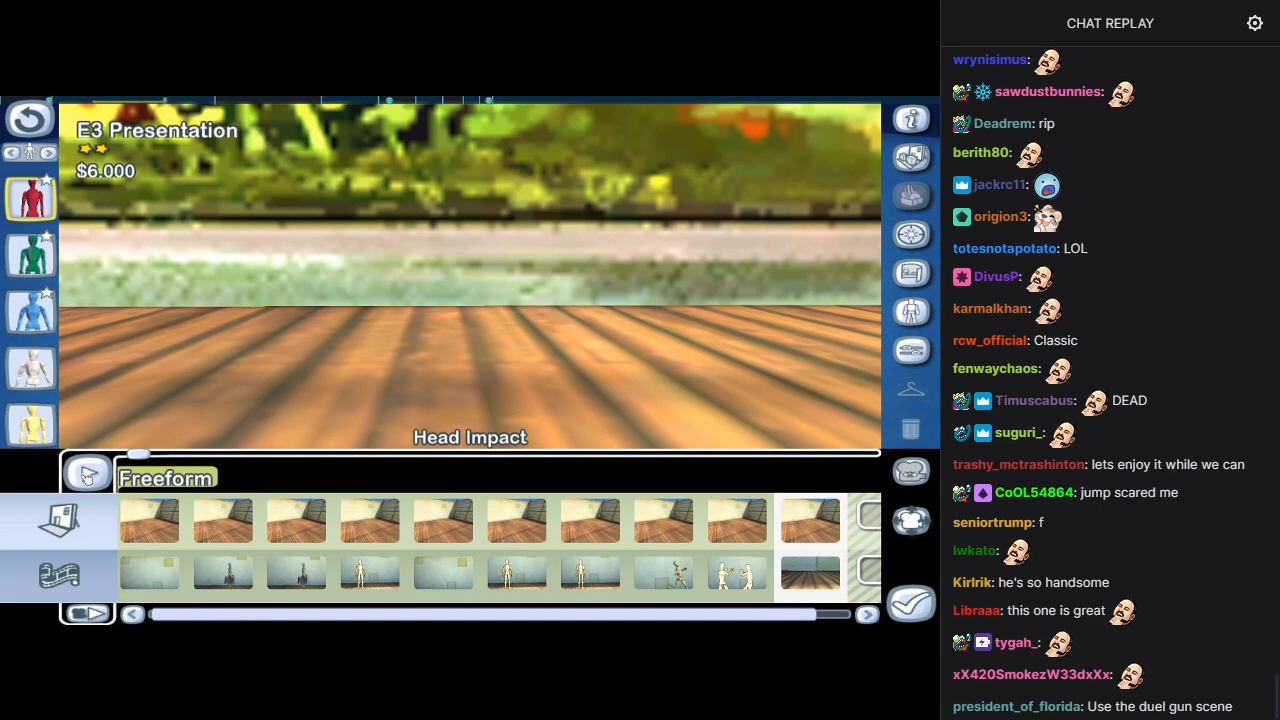 E3 Presentation
$6.000
Head Impact
Freeform
CHAT REPLAY
wrynisimus:
sawdustbunnies:
Deadrem: rip
berith80:
jackrc11:
origion3:
totesnotapotato: LOL
DivusP:
karmalkhan:
rcw_official: Classic
fenwaychaos:
Timuscabus: DEAD
suguri_:
trashy_mctrashinton: lets enjoy it while we can
CoOL54864: jump scared me
seniortrump: f
lwkato:
Kirlrik: he's so handsome
Libraaa: this one is great
tygah_:
xX420SmokezW33dxXx:
president_of_florida: Use the duel gun scene